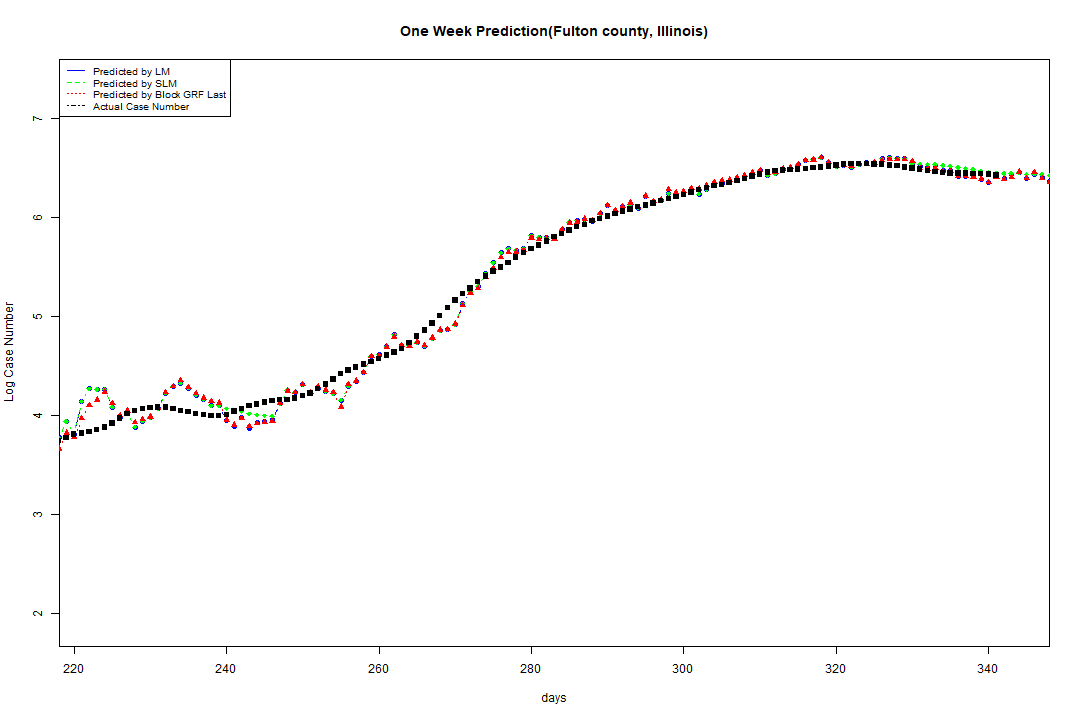 One Week Prediction(Fulton county, Illinois)
Predicted by LM
Predicted by SLM
Predicted by Block GRF Last
Actual Case Number
Log Case Number
7
6
5
4
3
2
220 240 260 280 300 320 340
days